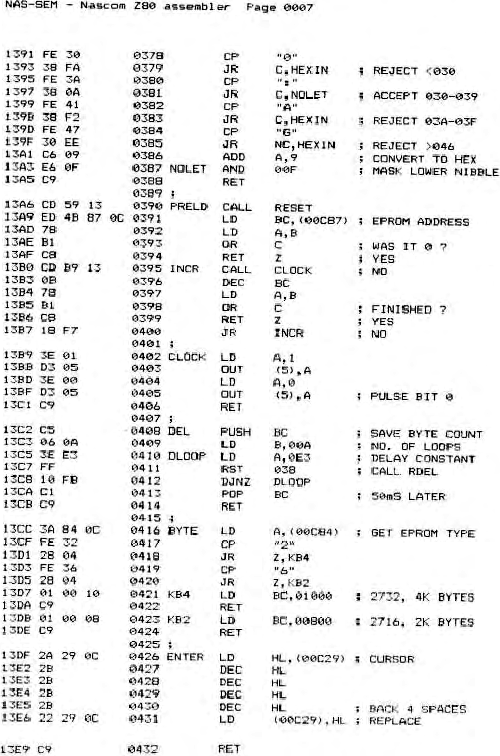 NAS-SEM - Nascom Z80 assembler Page 0007
1391 FE 30 0378 CP "0"
1393 38 FA 0379 JR C,HEXIN ; REJECT <030
1395 FE 3A 0380 CP ":"
1397 38 0A 0381 JR C,NOLET ; ACCEPT 030-039
1399 FE 41 0382 CP "A"
139B 38 F2 0383 JR C,HEXIN ; REJECT 03A-03F
139D FE 47 0384 CP "G"
139F 30 EE 0385 JR NC,HEXIN ; REJECT >046
13A1 C6 09 0386 ADD A,9 ; CONVERT TO HEX
13A3 E6 0F 0387 NOLET AND 00F ; MASK LOWER NIBBLE
13A5 C9 0388 RET
0389 ;
13A6 CD 59 13 0390 PRELD CALL RESET
13A9 ED 4B 87 0C 0391 LD BC,(00C87) ; EPROM ADDRESS
13AD 78 0392 LD A,B
13AE B1 0393 OR C ; WAS IT 0 ?
13AF C8 0394 RET Z ; YES
13B0 CD B9 13 0395 INCR CALL CLOCK ; NO
13B3 0B 0396 DEC BC
13B4 78 0397 LD A,B
13B5 B1 0398 OR C ; FINISHED ?
13B6 C8 0399 RET Z ; YES
13B7 18 F7 0400 JR INCR ; NO
0401 ;
13B9 3E 01 0402 CLOCK LD A,1
13BB D3 05 0403 OUT (5),A
13BD 3E 00 0404 LD A,0
13BF D3 05 0405 OUT (5),A ; PULSE BIT 0
13C1 C9 0406 RET
0407 ;
13C2 C5 0408 DEL PUSH BC ; SAVE BYTE COUNT
13C3 06 0A 0409 LD B,00A ; NO. OF LOOPS
13C5 3E E3 0410 DLOOP LD A,0E3 ; DELAY CONSTANT
13C7 FF 0411 RST 038 ; CALL RDEL
13C8 10 FB 0412 DJNZ DLOOP
13CA C1 0413 POP BC ; 50mS LATER
13CB C9 0414 RET
0415 ;
13CC 3A 84 0C 0416 BYTE LD A,(00C84) ; GET EPROM TYPE
13CF FE 32 0417 CP "2"
13D1 28 04 0418 JR Z,KB4
13D3 FE 36 0419 CP "6"
13D5 28 04 0420 JR Z,KB2
13D7 01 00 10 0421 KB4 LD BC,01000 ; 2732, 4K BYTES
13DA C9 0422 RET
13DB 01 00 08 0423 KB2 LD BC,00800 ; 2716, 2K BYTES
13DE C9 0424 RET
0425 ;
13DF 2A 29 0C 0426 ENTER LD HL,(00C29) ; CURSOR
13E2 2B 0427 DEC HL
13E3 2B 0428 DEC HL
13E4 2B 0429 DEC HL
13E5 2B 0430 DEC HL ; BACK 4 SPACES
13E6 22 29 0C 0431 LD (00C29),HL ; REPLACE
13E9 C9 0432 RET